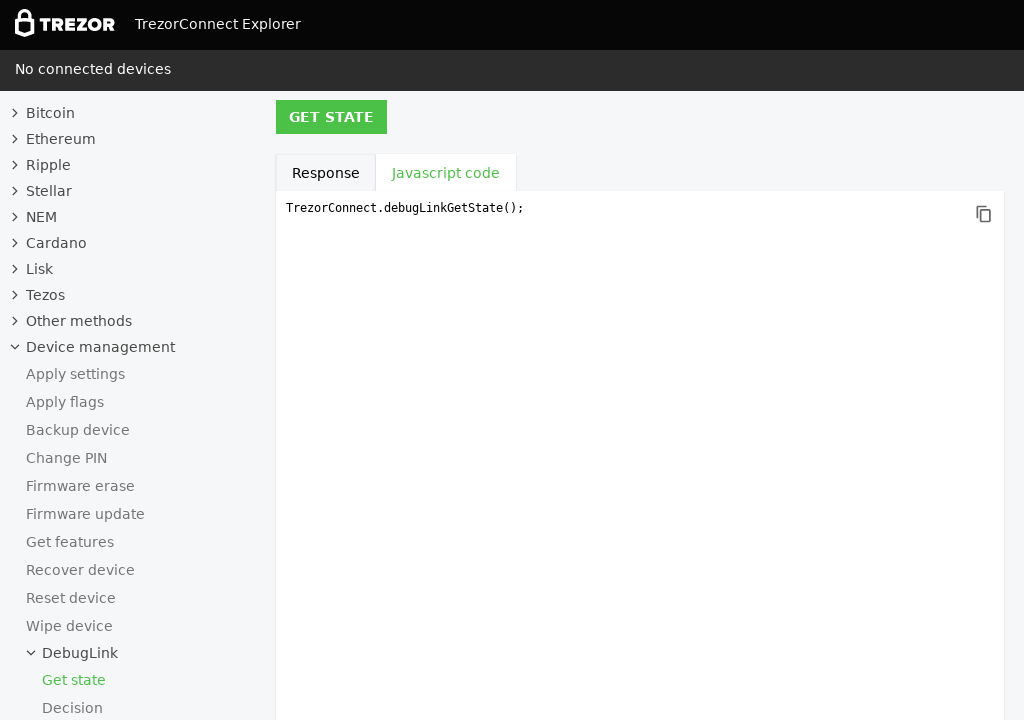 TREZOR TrezorConnect Explorer
No connected devices
Bitcoin
Ethereum
Ripple
Stellar
NEM
Cardano
Lisk
Tezos
Other methods
Device management
Apply settings
Apply flags
Backup device
Change PIN
Firmware erase
Firmware update
Get features
Recover device
Reset device
Wipe device
DebugLink
Get state
Decision
GET STATE
Response Javascript code
TrezorConnect.debugLinkGetState();